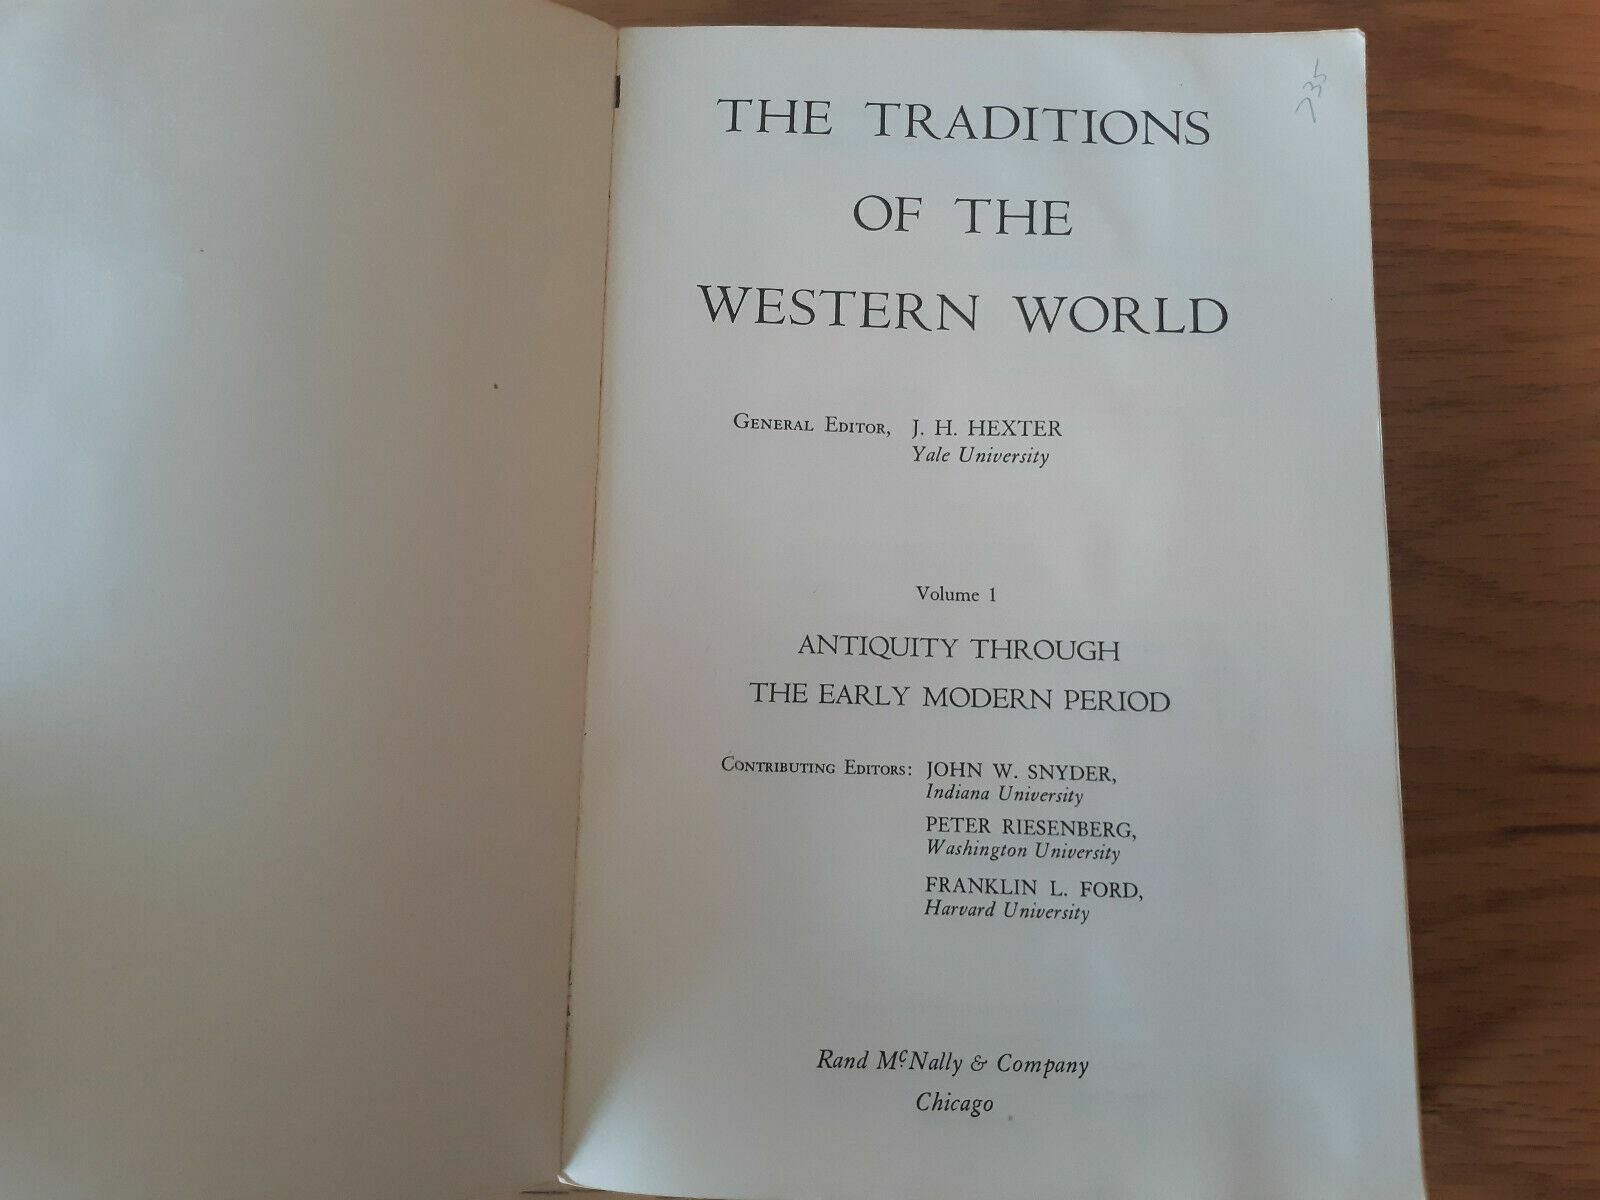 735
THE TRADITIONS
OF THE
WESTERN WORLD
GENERAL EDITOR, J. H. HEXTER
Yale University
Volume 1
ANTIQUITY THROUGH
THE EARLY MODERN PERIOD
CONTRIBUTING EDITORS: JOHN W. SNYDER,
Indiana University
PETER RIESENBERG,
Washington University
FRANKLIN L. FORD,
Harvard University
Rand McNally & Company
Chicago